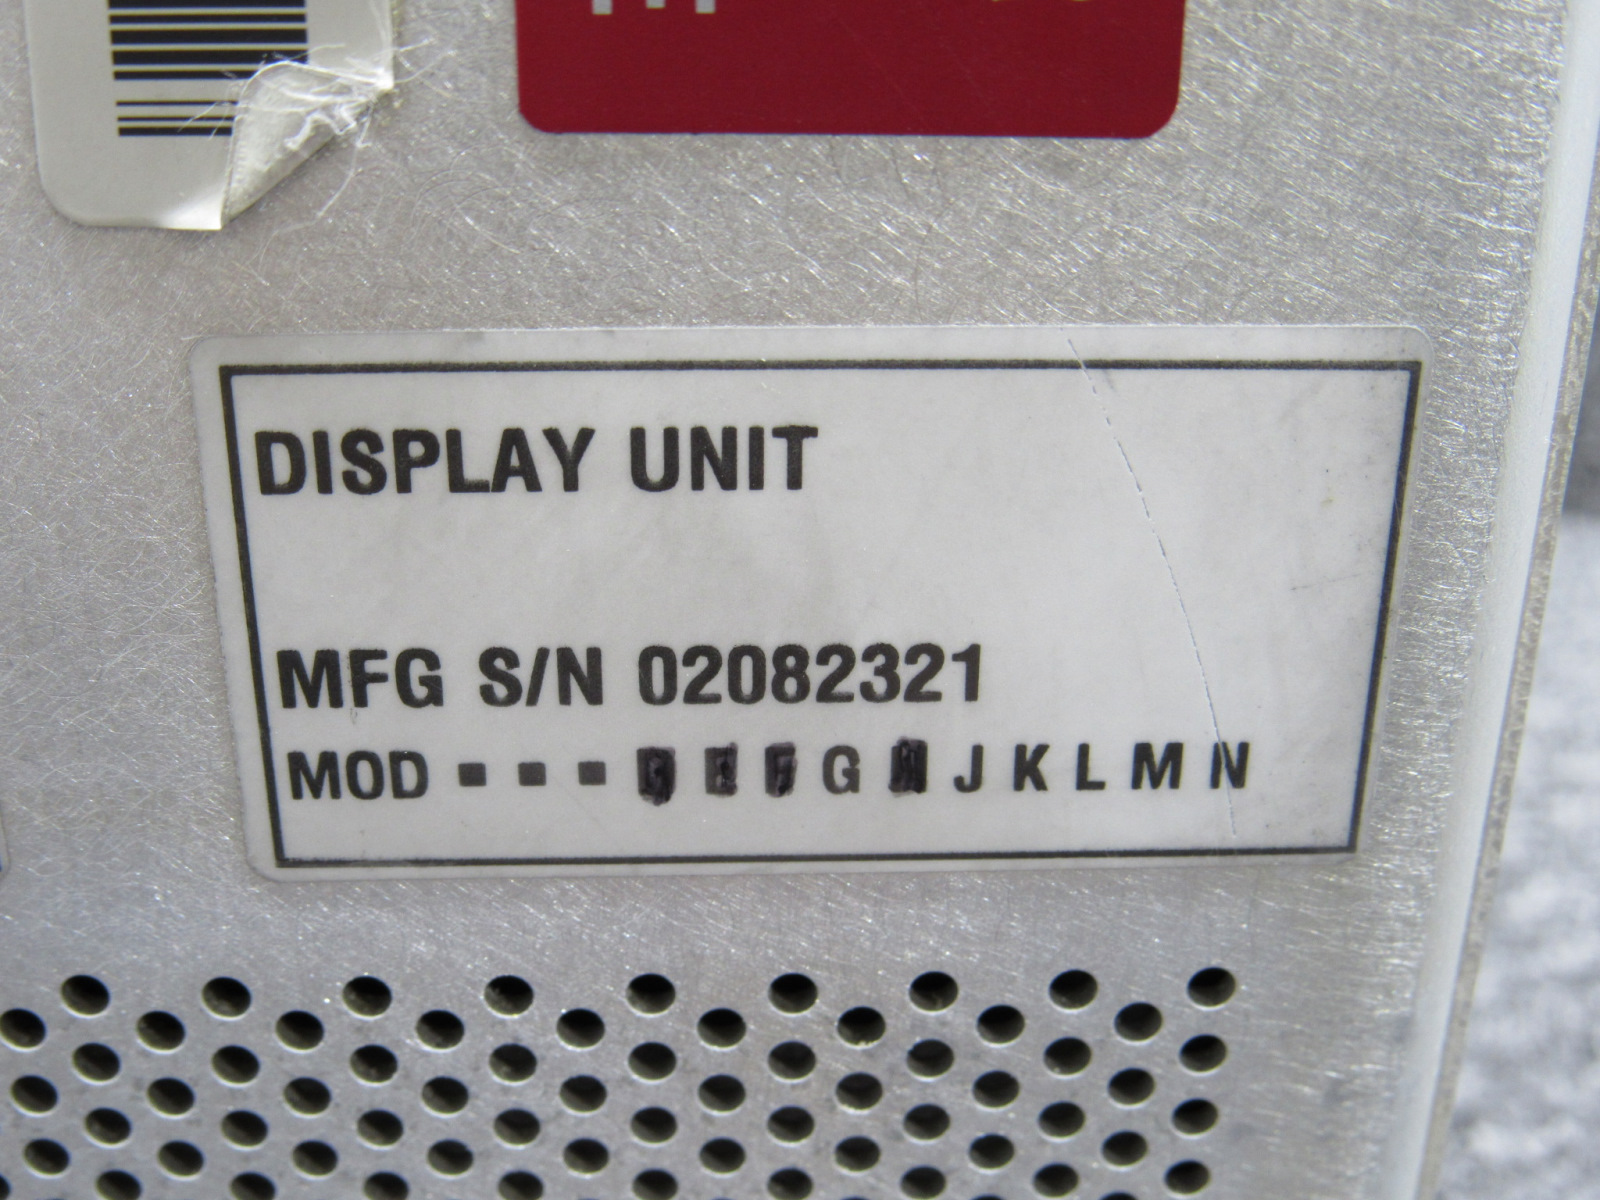 DISPLAY UNIT
MFG S/N 02082321
MOD ■ ■ ■ D E F G H J K L M N